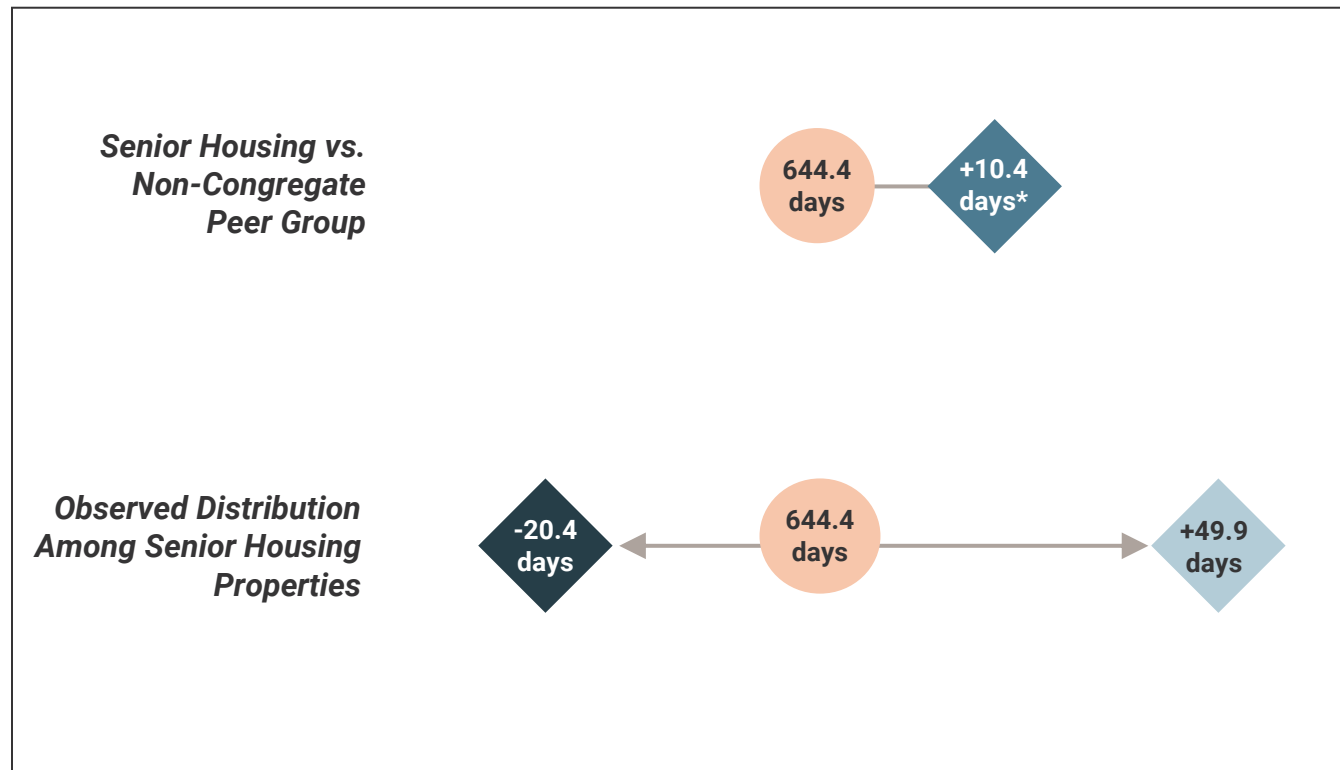 Senior Housing vs.
Non-Congregate
Peer Group
644.4
days
+10.4
days*
Observed Distribution
Among Senior Housing
Properties
-20.4
days
644.4
days
+49.9
days